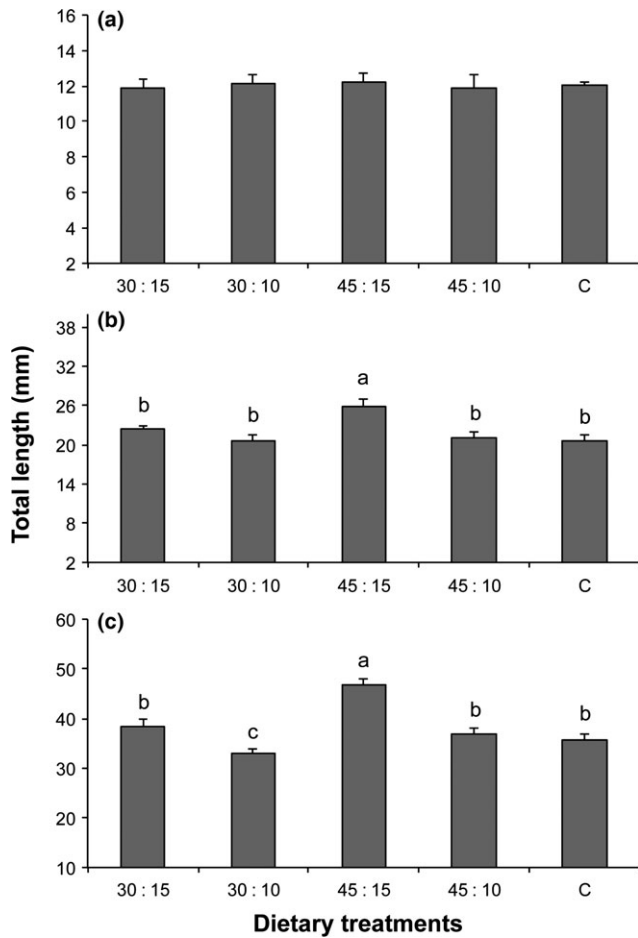 (a)
16
14
12
10
8
6
4
2
30 : 15 30 : 10 45 : 15 45 : 10 C
(b)
38
32
26
20
14
8
2
b b a b b
30 : 15 30 : 10 45 : 15 45 : 10 C
Total length (mm)
(c)
60
50
40
30
20
10
b c a b b
30 : 15 30 : 10 45 : 15 45 : 10 C
Dietary treatments